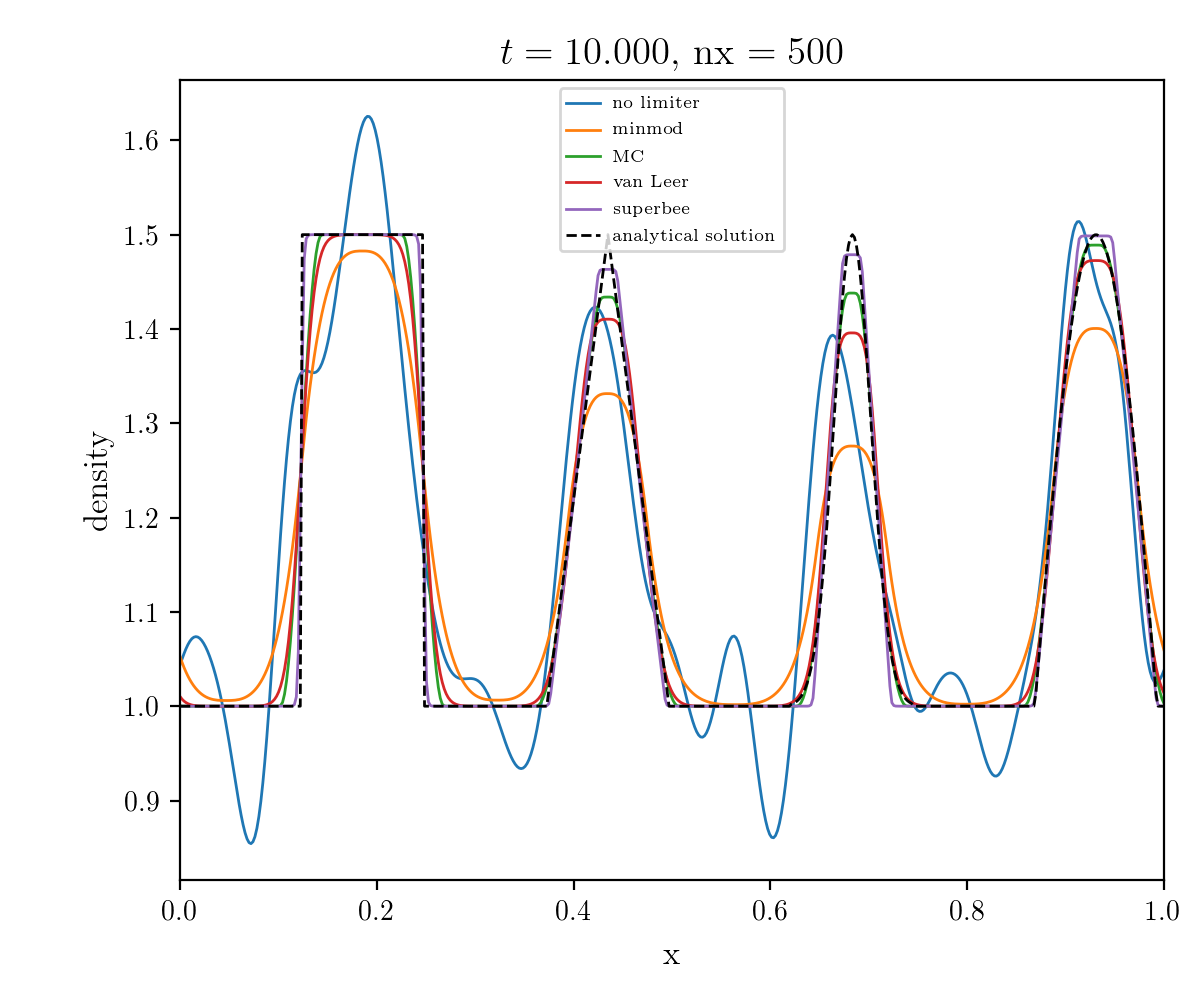 t = 10.000, nx = 500
no limiter
minmod
MC
van Leer
superbee
analytical solution
density
1.6
1.5
1.4
1.3
1.2
1.1
1.0
0.9
0.0 0.2 0.4 0.6 0.8 1.0
x